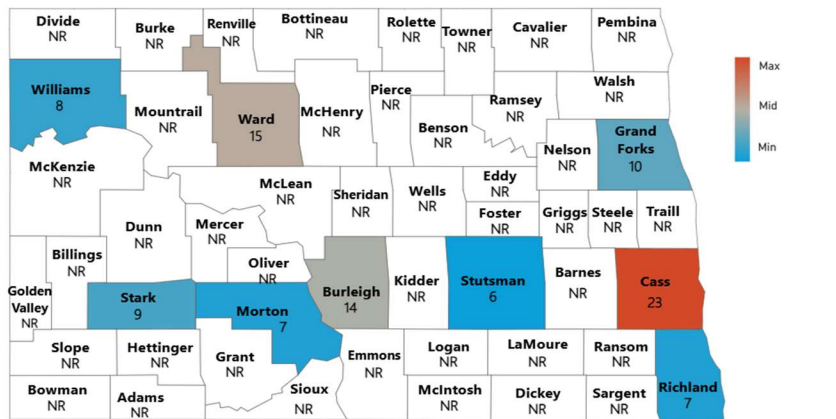 Divide
NR
Burke
NR
Renville
NR
Bottineau
NR
Rolette
NR
Towner
NR
Cavalier
NR
Pembina
NR
Williams
8
Mountrail
NR
Ward
15
McHenry
NR
Pierce
NR
Benson
NR
Ramsey
NR
Walsh
NR
Nelson
NR
Grand
Forks
10
McKenzie
NR
McLean
NR
Sheridan
NR
Wells
NR
Eddy
NR
Foster
NR
Griggs
NR
Steele
NR
Traill
NR
Dunn
NR
Mercer
NR
Oliver
NR
Billings
NR
Golden
Valley
NR
Stark
9
Morton
7
Burleigh
14
Kidder
NR
Stutsman
6
Barnes
NR
Cass
23
Slope
NR
Hettinger
NR
Grant
NR
Emmons
NR
Logan
NR
LaMoure
NR
Ransom
NR
Richland
7
Bowman
NR
Adams
NR
Sioux
NR
McIntosh
NR
Dickey
NR
Sargent
NR
Max
Mid
Min